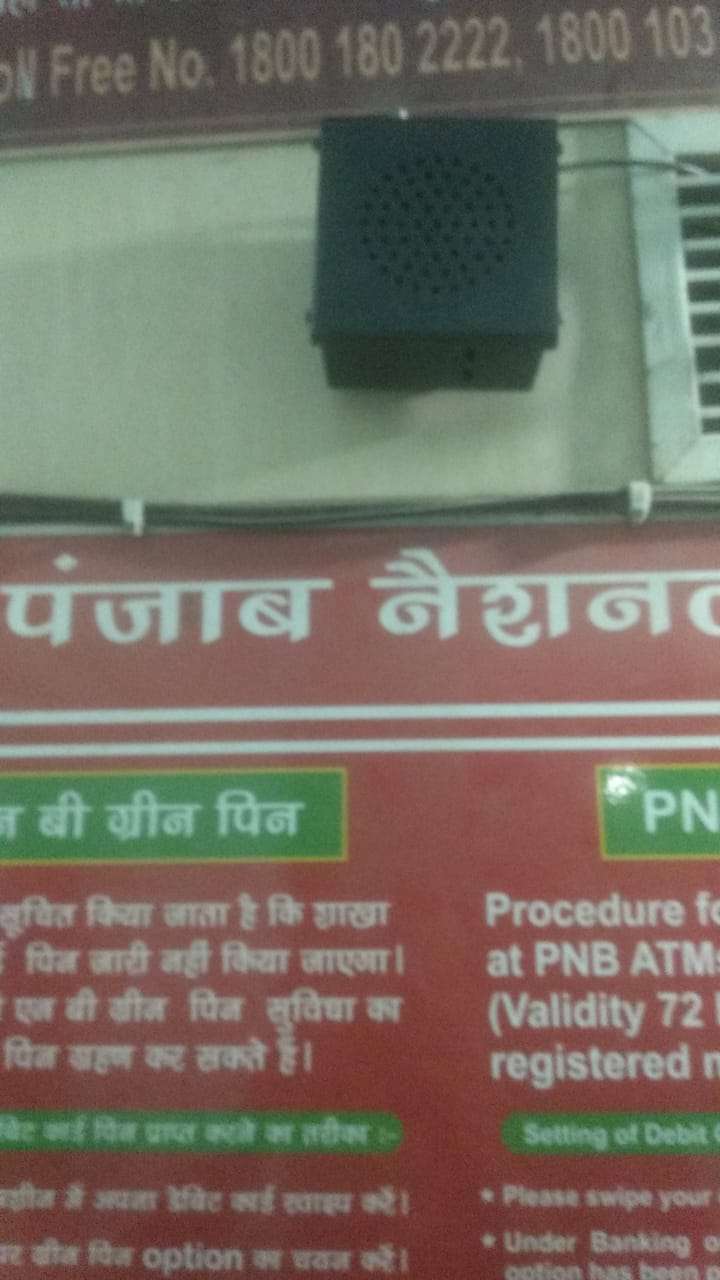 Free No. 1800 180 2222, 1800 103
पंजाब नैशनल
बी ग्रीन पिन
PN
सूचित किया जाता है कि शाखा
पिन जारी नहीं किया जाएगा।
एन बी ग्रीन पिन सुविधा का
पिन ग्रहण कर सकते हैं।
Procedure fo
at PNB ATMs
(Validity 72
registered
कार्ड पिन प्राप्त करने का तरीका :-
Setting of Debit
में अपना डेबिट कार्ड स्वाइप करें।
• Please swipe your
ग्रीन पिन option का चयन करें।
• Under Banking
option has been